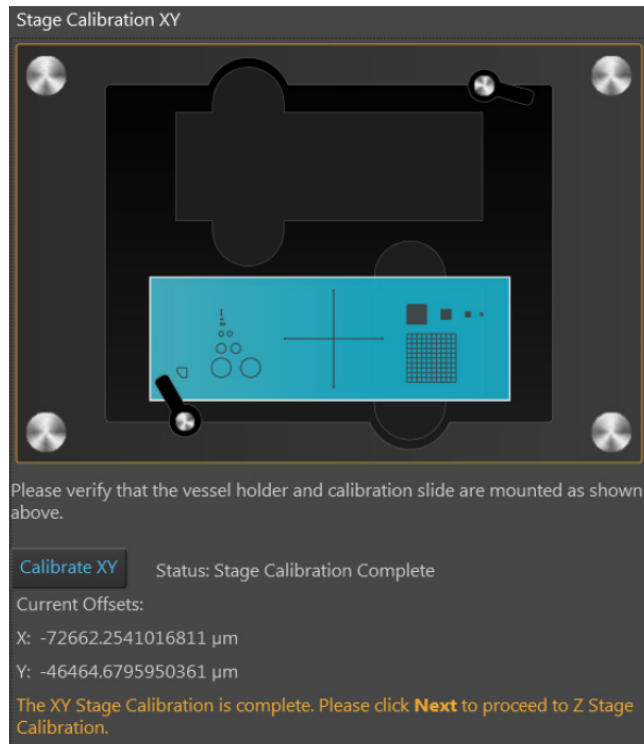 Stage Calibration XY
Please verify that the vessel holder and calibration slide are mounted as shown
above.
Calibrate XY
Status: Stage Calibration Complete
Current Offsets:
X: -72662.2541016811 µm
Y: -46464.6795950361 µm
The XY Stage Calibration is complete. Please click Next to proceed to Z Stage
Calibration.